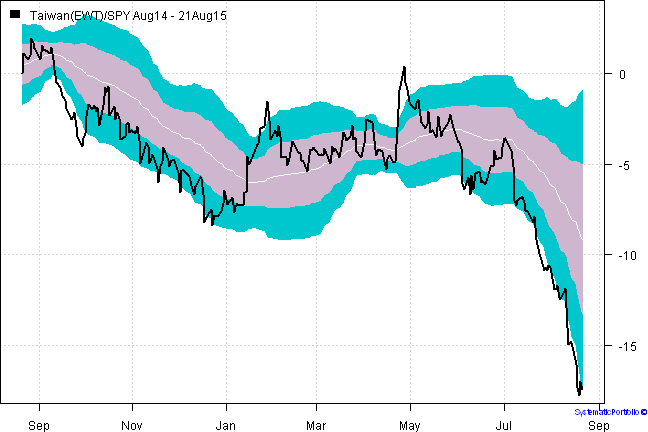 Taiwan(EWT)/SPY Aug14 - 21Aug15
0
-5
-10
-15
SystematicPortfolio ©
Sep Nov Jan Mar May Jul Sep